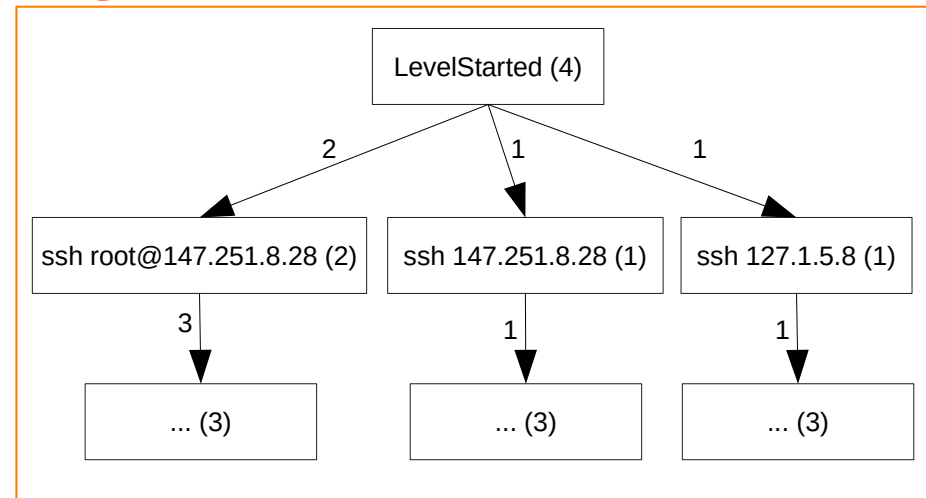 LevelStarted (4)
2
1
1
ssh root@147.251.8.28 (2)
ssh 147.251.8.28 (1)
ssh 127.1.5.8 (1)
3
1
1
... (3)
... (3)
... (3)